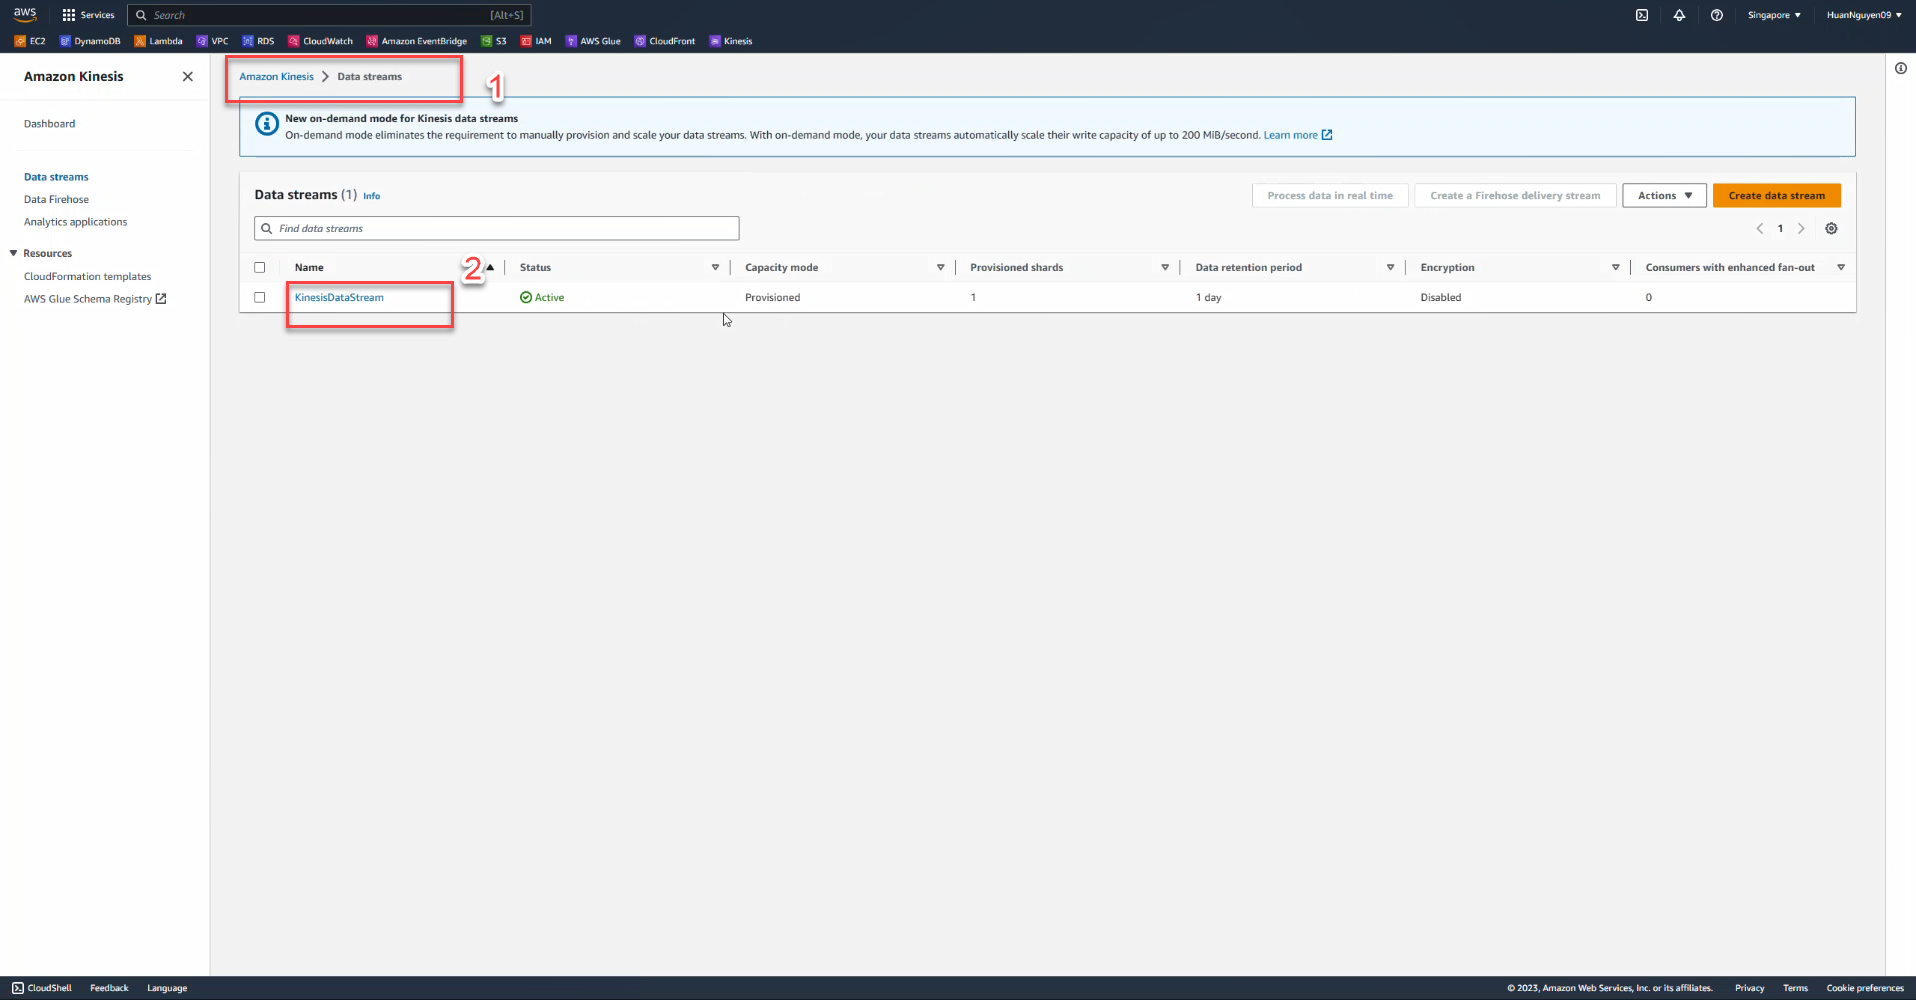 aws Services Search [Alt+S] Singapore HuanNguyen09
EC2 DynamoDB Lambda VPC RDS CloudWatch Amazon EventBridge S3 IAM AWS Glue CloudFront Kinesis
Amazon Kinesis
Dashboard
Data streams
Data Firehose
Analytics applications
Resources
CloudFormation templates
AWS Glue Schema Registry
Amazon Kinesis > Data streams
1
New on-demand mode for Kinesis data streams
On-demand mode eliminates the requirement to manually provision and scale your data streams. With on-demand mode, your data streams automatically scale their write capacity of up to 200 MiB/second. Learn more
Data streams (1) Info
Process data in real time Create a Firehose delivery stream Actions Create data stream
Find data streams
1
Name 2 Status Capacity mode Provisioned shards Data retention period Encryption Consumers with enhanced fan-out
KinesisDataStream Active Provisioned 1 1 day Disabled 0
CloudShell Feedback Language © 2023, Amazon Web Services, Inc. or its affiliates. Privacy Terms Cookie preferences